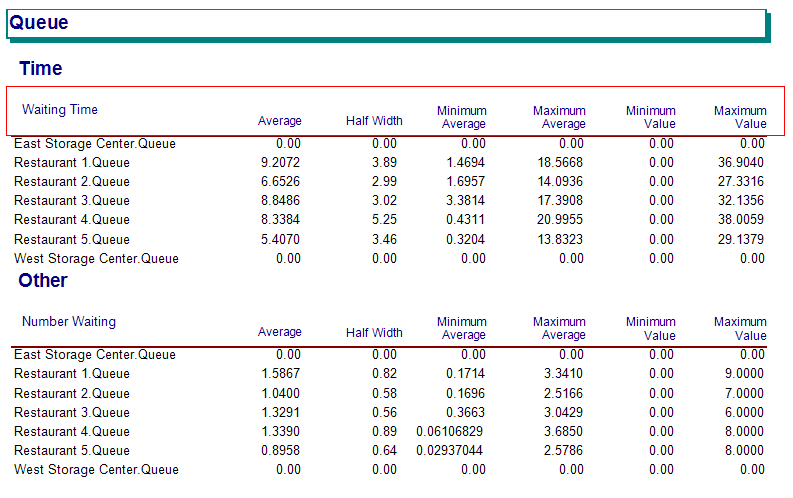 Queue
Time
Waiting Time Average Half Width Minimum Average Maximum Average Minimum Value Maximum Value
East Storage Center.Queue 0.00 0.00 0.00 0.00 0.00 0.00
Restaurant 1.Queue 9.2072 3.89 1.4694 18.5668 0.00 36.9040
Restaurant 2.Queue 6.6526 2.99 1.6957 14.0936 0.00 27.3316
Restaurant 3.Queue 8.8486 3.02 3.3814 17.3908 0.00 32.1356
Restaurant 4.Queue 8.3384 5.25 0.4311 20.9955 0.00 38.0059
Restaurant 5.Queue 5.4070 3.46 0.3204 13.8323 0.00 29.1379
West Storage Center.Queue 0.00 0.00 0.00 0.00 0.00 0.00
Other
Number Waiting Average Half Width Minimum Average Maximum Average Minimum Value Maximum Value
East Storage Center.Queue 0.00 0.00 0.00 0.00 0.00 0.00
Restaurant 1.Queue 1.5867 0.82 0.1714 3.3410 0.00 9.0000
Restaurant 2.Queue 1.0400 0.58 0.1696 2.5166 0.00 7.0000
Restaurant 3.Queue 1.3291 0.56 0.3663 3.0429 0.00 6.0000
Restaurant 4.Queue 1.3390 0.89 0.06106829 3.6850 0.00 8.0000
Restaurant 5.Queue 0.8958 0.64 0.02937044 2.5786 0.00 8.0000
West Storage Center.Queue 0.00 0.00 0.00 0.00 0.00 0.00